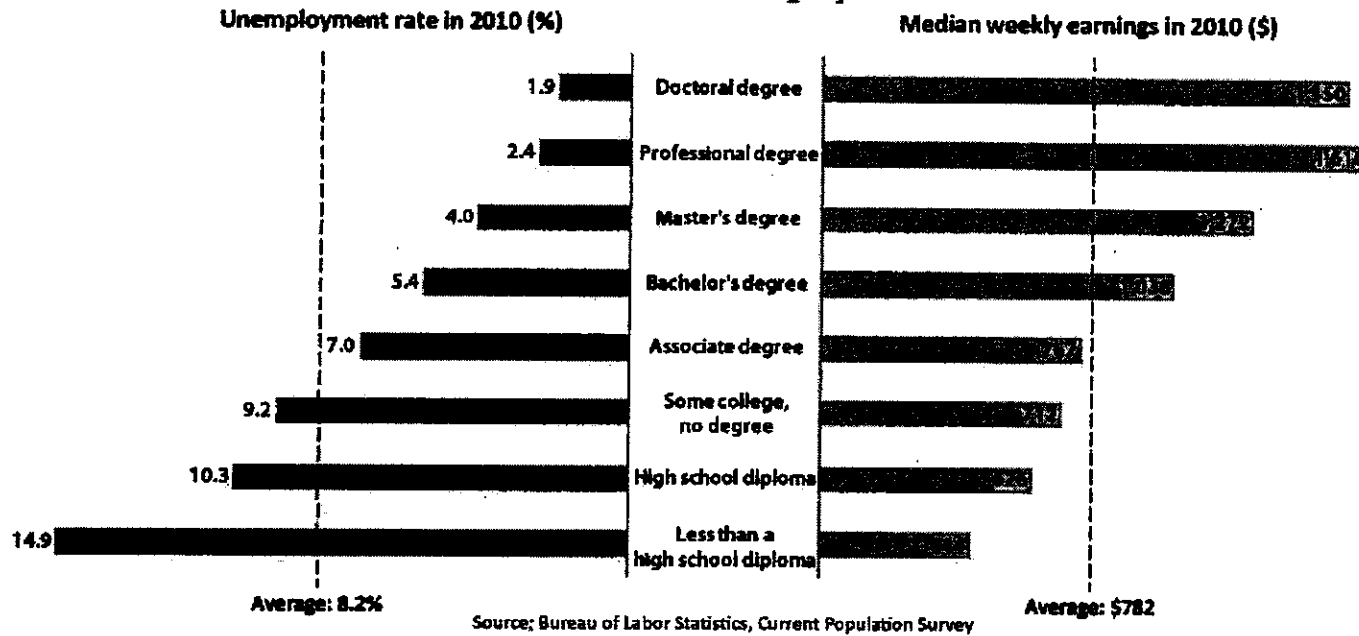 Unemployment rate in 2010 (%)
Median weekly earnings in 2010 ($)
1.9
Doctoral degree
2.4
Professional degree
4.0
Master's degree
5.4
Bachelor's degree
7.0
Associate degree
9.2
Some college,
no degree
10.3
High school diploma
14.9
Less than a
high school diploma
Average: 8.2%
Average: $782
Source; Bureau of Labor Statistics, Current Population Survey